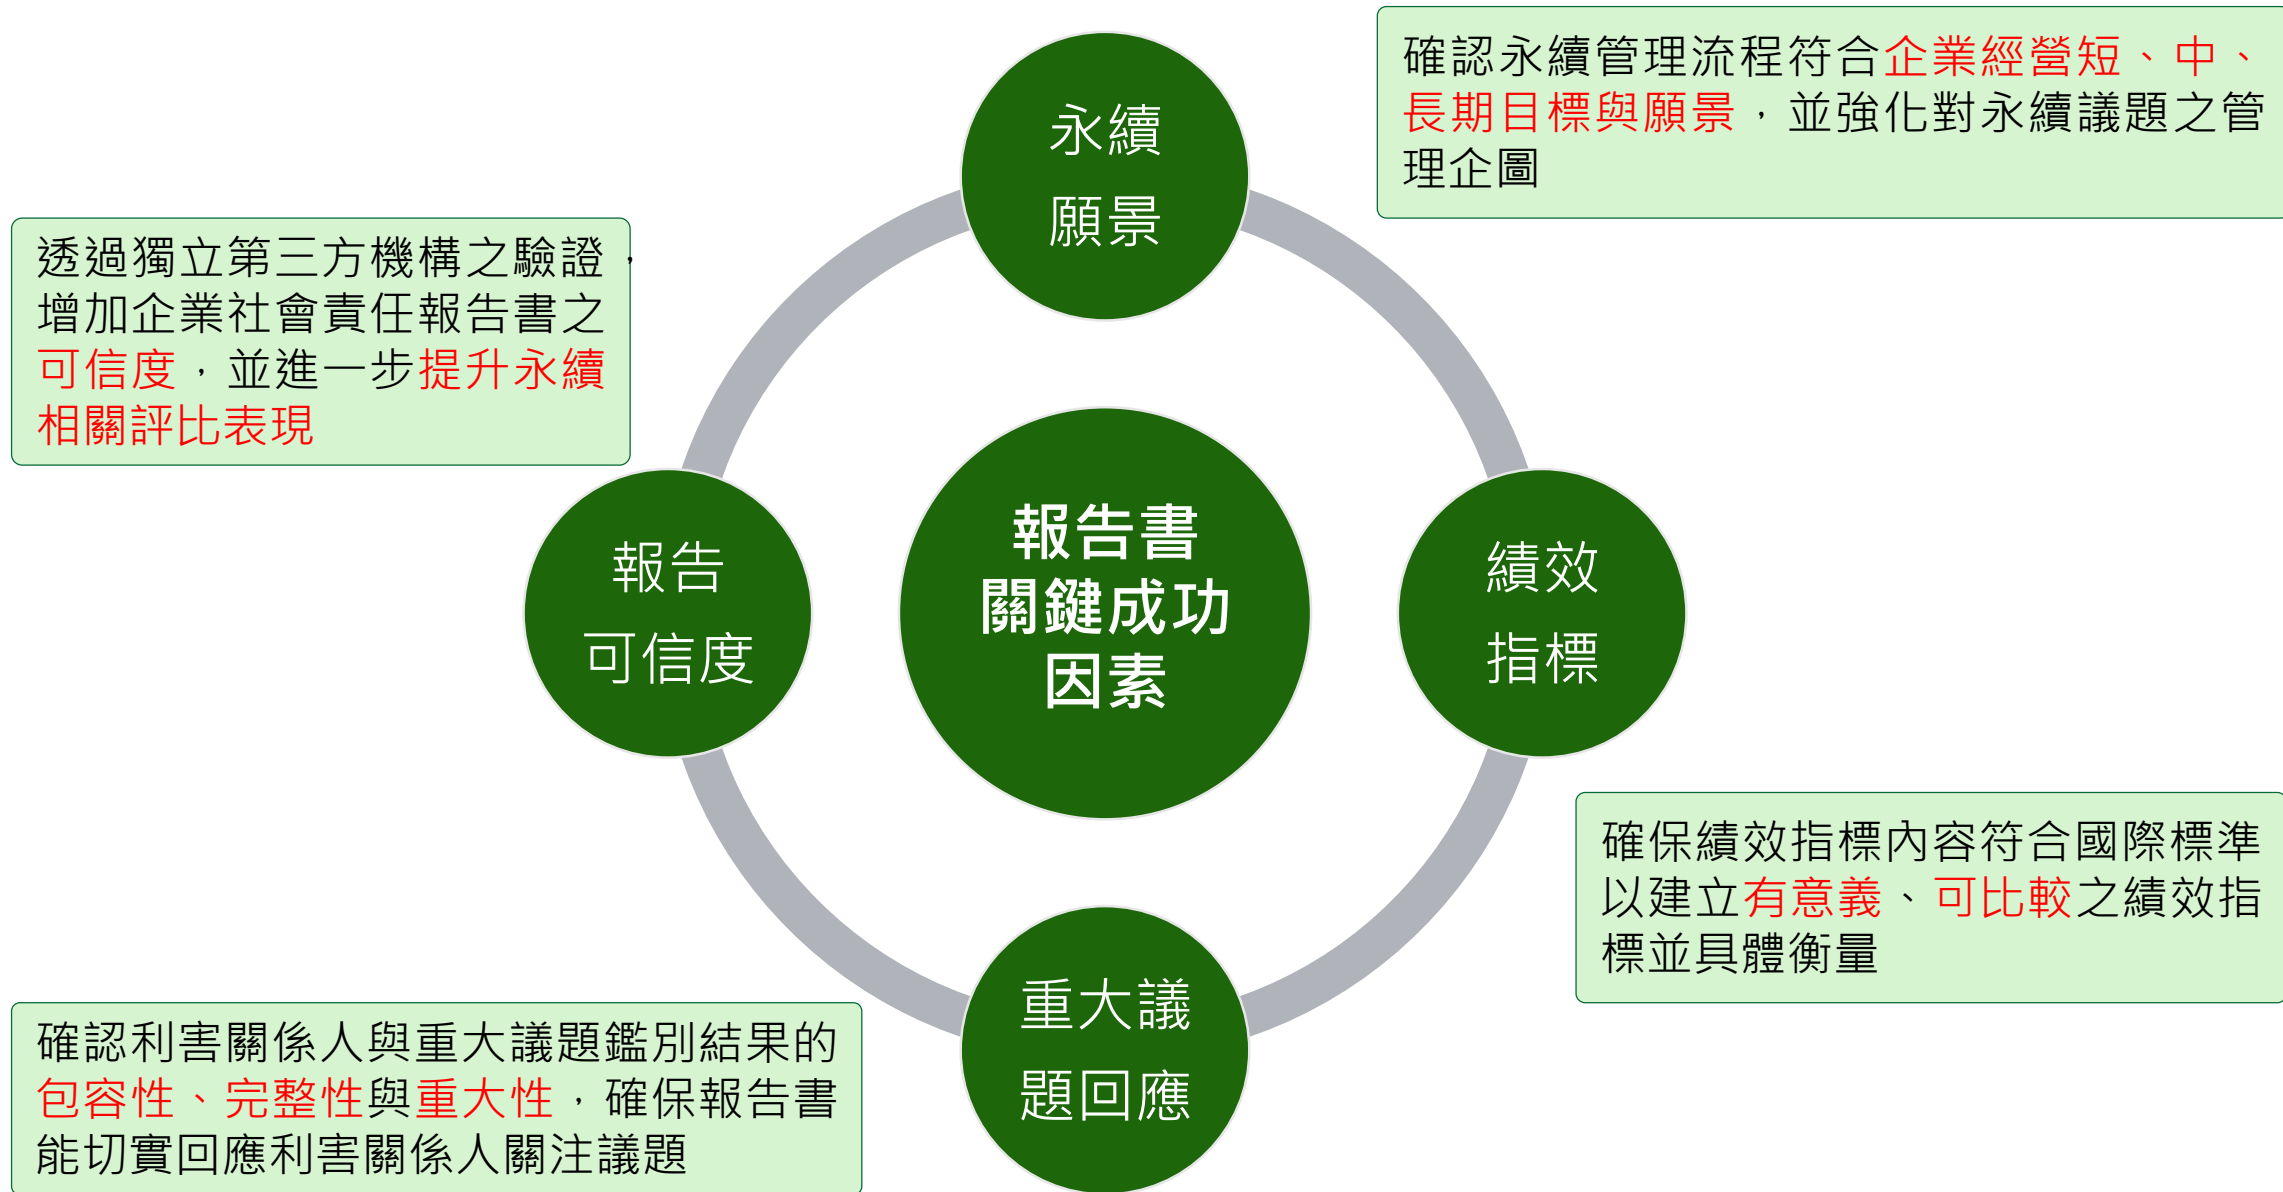 永續
願景
確認永續管理流程符合企業經營短、中、
長期目標與願景，並強化對永續議題之管
理企圖
透過獨立第三方機構之驗證，
增加企業社會責任報告書之
可信度，並進一步提升永續
相關評比表現
報告
可信度
報告書
關鍵成功
因素
績效
指標
確保績效指標內容符合國際標準
以建立有意義、可比較之績效指
標並具體衡量
重大議
題回應
確認利害關係人與重大議題鑑別結果的
包容性、完整性與重大性，確保報告書
能切實回應利害關係人關注議題